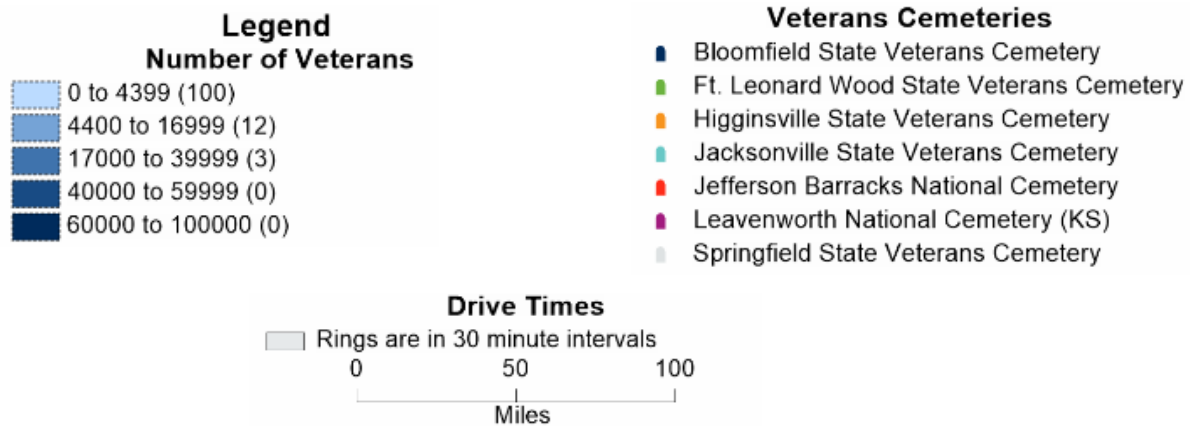 Legend
Number of Veterans
0 to 4399 (100)
4400 to 16999 (12)
17000 to 39999 (3)
40000 to 59999 (0)
60000 to 100000 (0)
Veterans Cemeteries
Bloomfield State Veterans Cemetery
Ft. Leonard Wood State Veterans Cemetery
Higginsville State Veterans Cemetery
Jacksonville State Veterans Cemetery
Jefferson Barracks National Cemetery
Leavenworth National Cemetery (KS)
Springfield State Veterans Cemetery
Drive Times
Rings are in 30 minute intervals
0 50 100
Miles